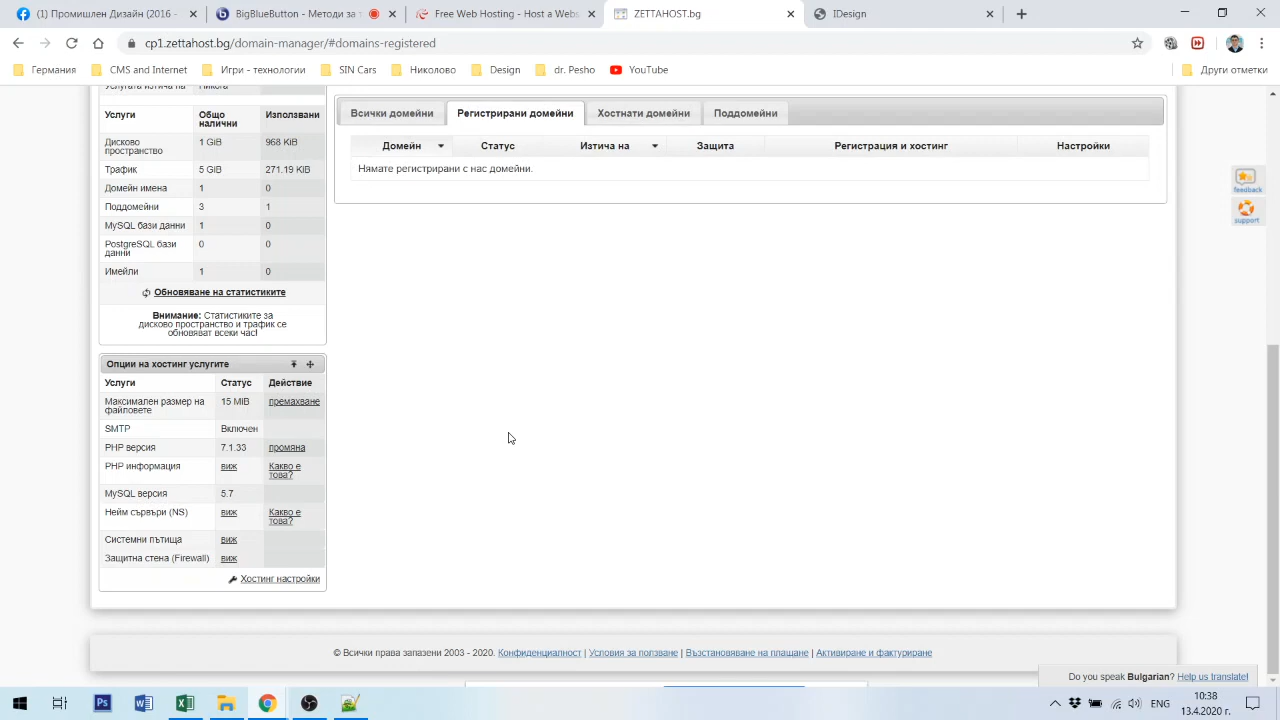 Промишлен Дизайн (2016
BigBlueButton - Методи за
Free Web Hosting - Host a Webs
ZETTAHOST.bg
IDesign
cp1.zettahost.bg/domain-manager/#domains-registered
Германия
CMS and Internet
Игри - технологии
SIN Cars
Николово
Design
dr. Pesho
YouTube
Други отметки
Услугата изтича на Никога
Услуги Общо налични Използвани
Дисково пространство 1 GiB 968 KiB
Трафик 5 GiB 271.19 KiB
Домейн имена 1 0
Поддомейни 3 1
MySQL бази данни 1 0
PostgreSQL бази данни 0 0
Имейли 1 0
Обновяване на статистиките
Внимание: Статистиките за
дисково пространство и трафик се
обновяват всеки час!
Опции на хостинг услугите
Услуги Статус Действие
Максимален размер на файловете 15 MiB премахване
SMTP Включен
PHP версия 7.1.33 промяна
PHP информация виж Какво е това?
MySQL версия 5.7
Нейм сървъри (NS) виж Какво е това?
Системни пътища виж
Защитна стена (Firewall) виж
Хостинг настройки
Всички домейни Регистрирани домейни Хостнати домейни Поддомейни
Домейн Статус Изтича на Защита Регистрация и хостинг Настройки
Нямате регистрирани с нас домейни.
feedback
support
© Всички права запазени 2003 - 2020. Конфиденциалност | Условия за ползване | Възстановяване на плащане | Активиране и фактуриране
Do you speak Bulgarian? Help us translate!
10:38
13.4.2020 г.